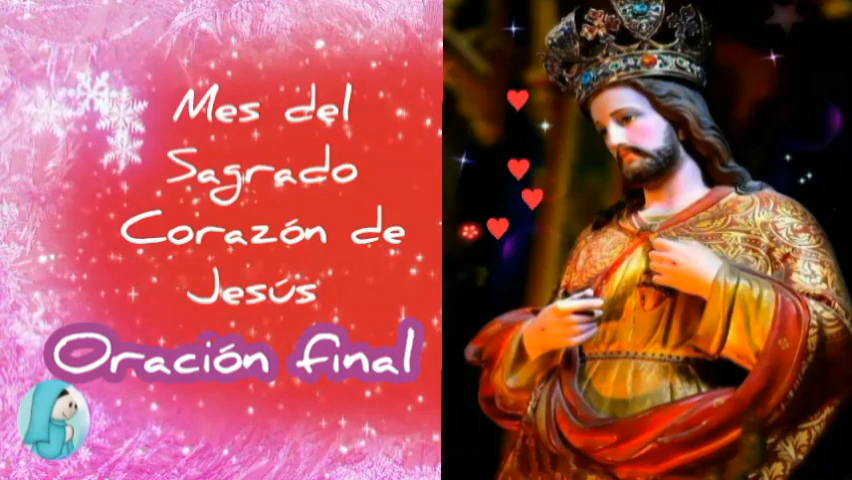 Mes del
Sagrado
Corazón de
Jesús
Oración final